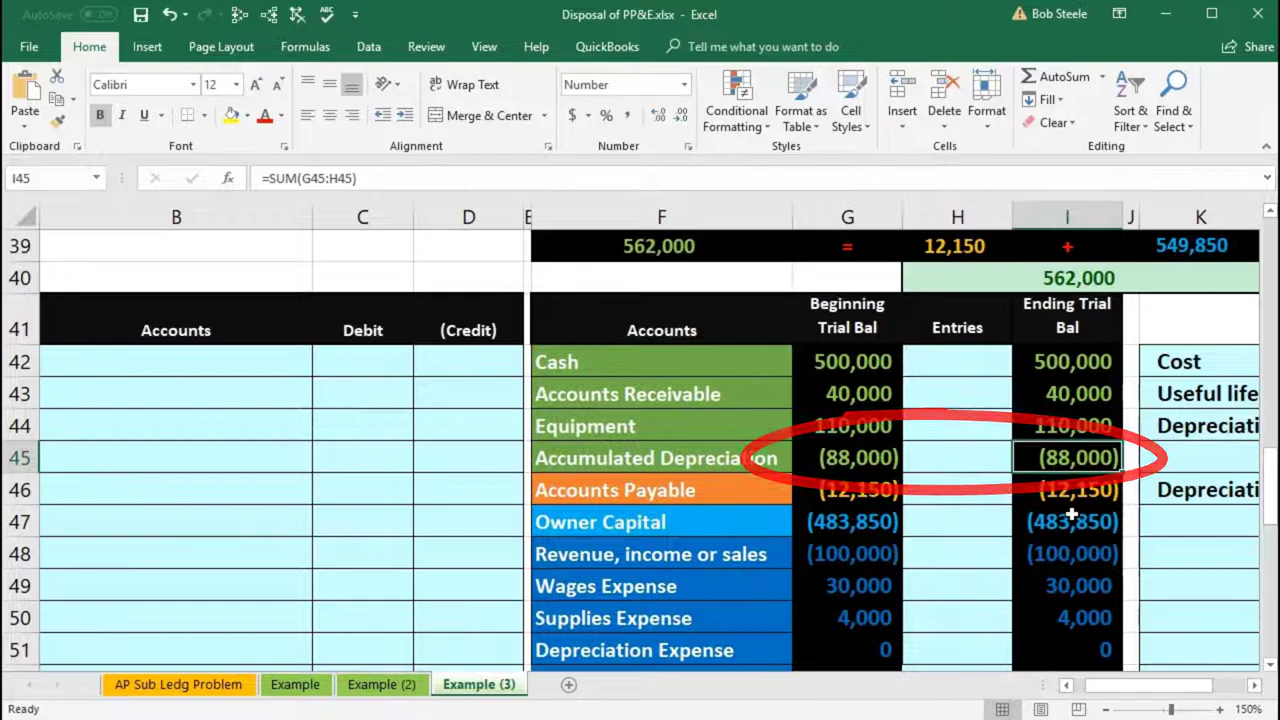 AutoSave Off Disposal of PP&E.xlsx - Excel Bob Steele
File Home Insert Page Layout Formulas Data Review View Help QuickBooks Tell me what you want to do Share
Paste Calibri 12 A A B I U A ab Wrap Text Merge & Center Number $ % , Conditional Formatting Format as Table Cell Styles Insert Delete Format AutoSum Fill Clear Sort & Filter Find & Select
Clipboard Font Alignment Number Styles Cells Editing
I45 fx =SUM(G45:H45)
B C D E F G H I J K
39 562,000 = 12,150 + 549,850
40 562,000
41 Accounts Debit (Credit) Accounts Beginning Trial Bal Entries Ending Trial Bal
42 Cash 500,000 500,000 Cost
43 Accounts Receivable 40,000 40,000 Useful life
44 Equipment 110,000 110,000 Depreciati
45 Accumulated Depreciation (88,000) (88,000)
46 Accounts Payable (12,150) (12,150) Depreciati
47 Owner Capital (483,850) (483,850)
48 Revenue, income or sales (100,000) (100,000)
49 Wages Expense 30,000 30,000
50 Supplies Expense 4,000 4,000
51 Depreciation Expense 0 0
AP Sub Ledg Problem Example Example (2) Example (3)
Ready 150%